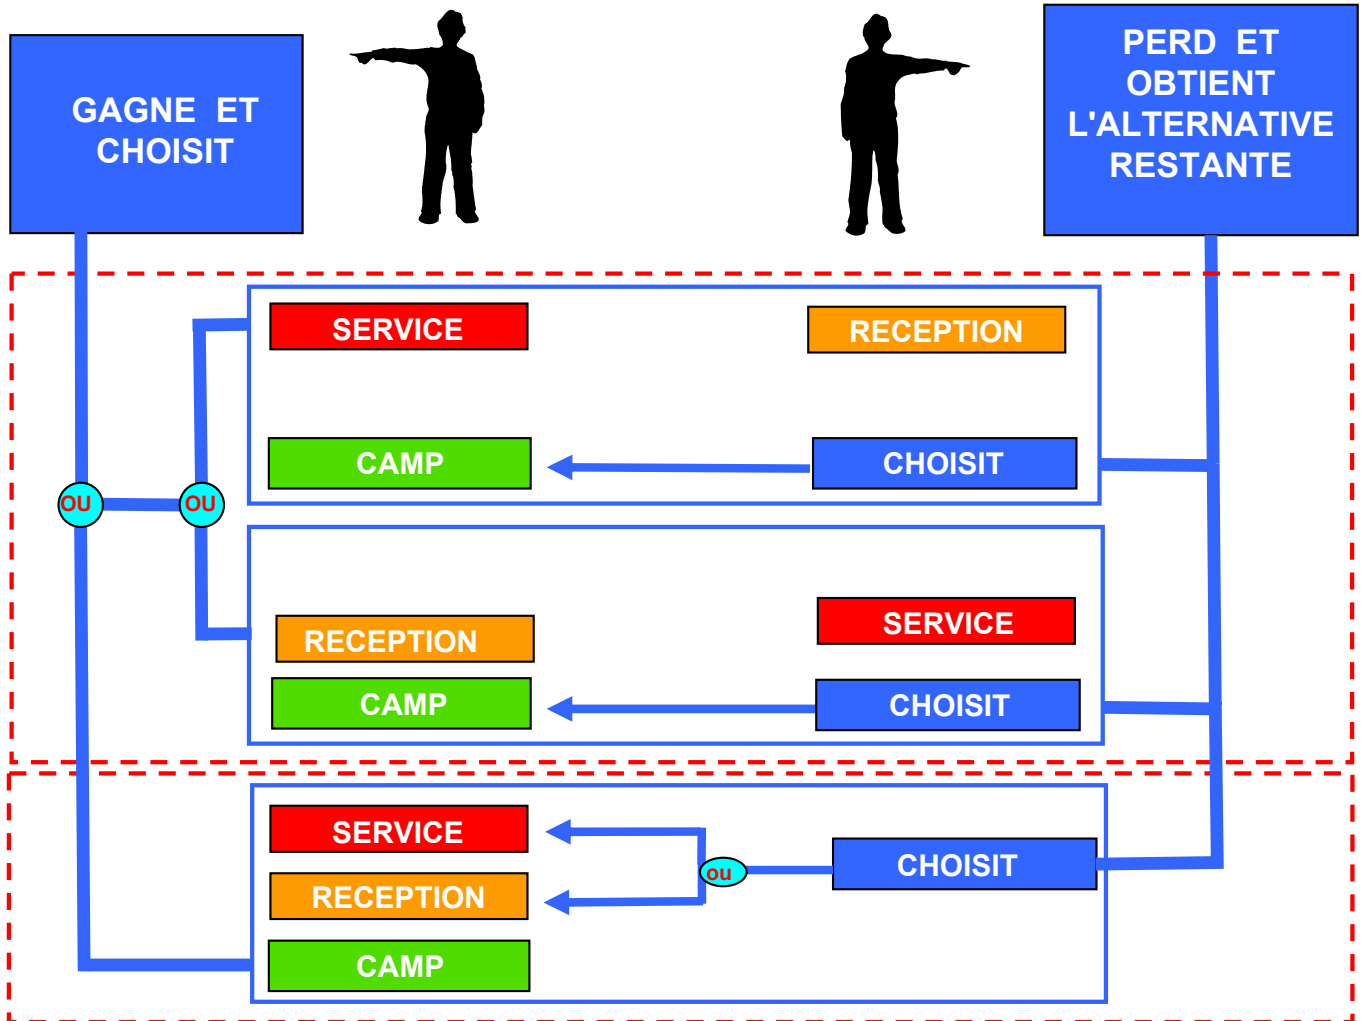 GAGNE ET
CHOISIT
PERD ET
OBTIENT
L'ALTERNATIVE
RESTANTE
SERVICE
RECEPTION
CAMP
CHOISIT
OU
OU
SERVICE
RECEPTION
CAMP
CHOISIT
SERVICE
CHOISIT
ou
RECEPTION
CAMP